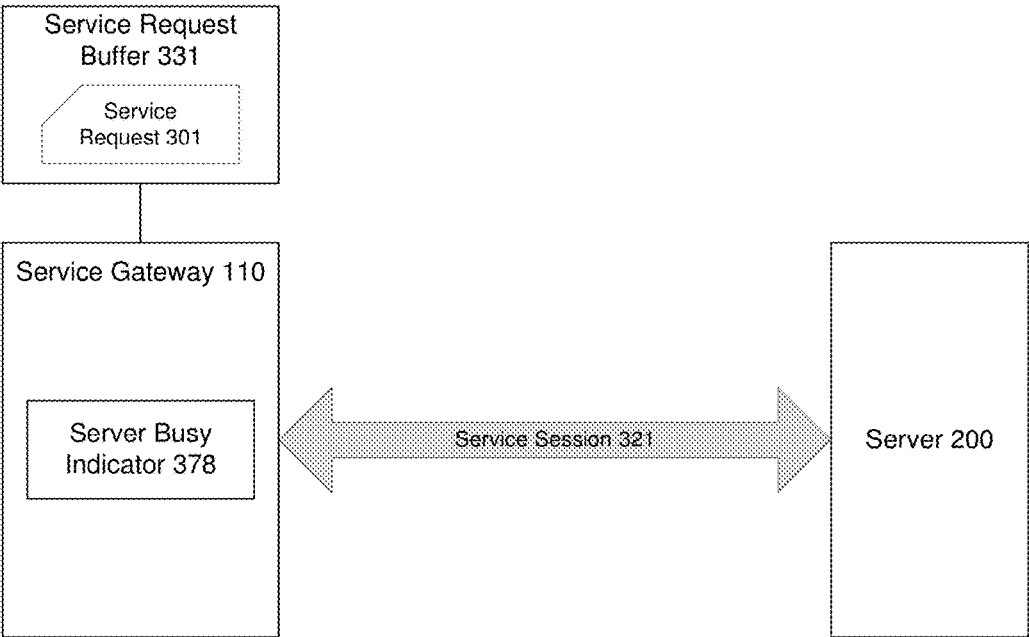 Service Request
Buffer 331
Service
Request 301
Service Gateway 110
Server Busy
Indicator 378
Service Session 321
Server 200